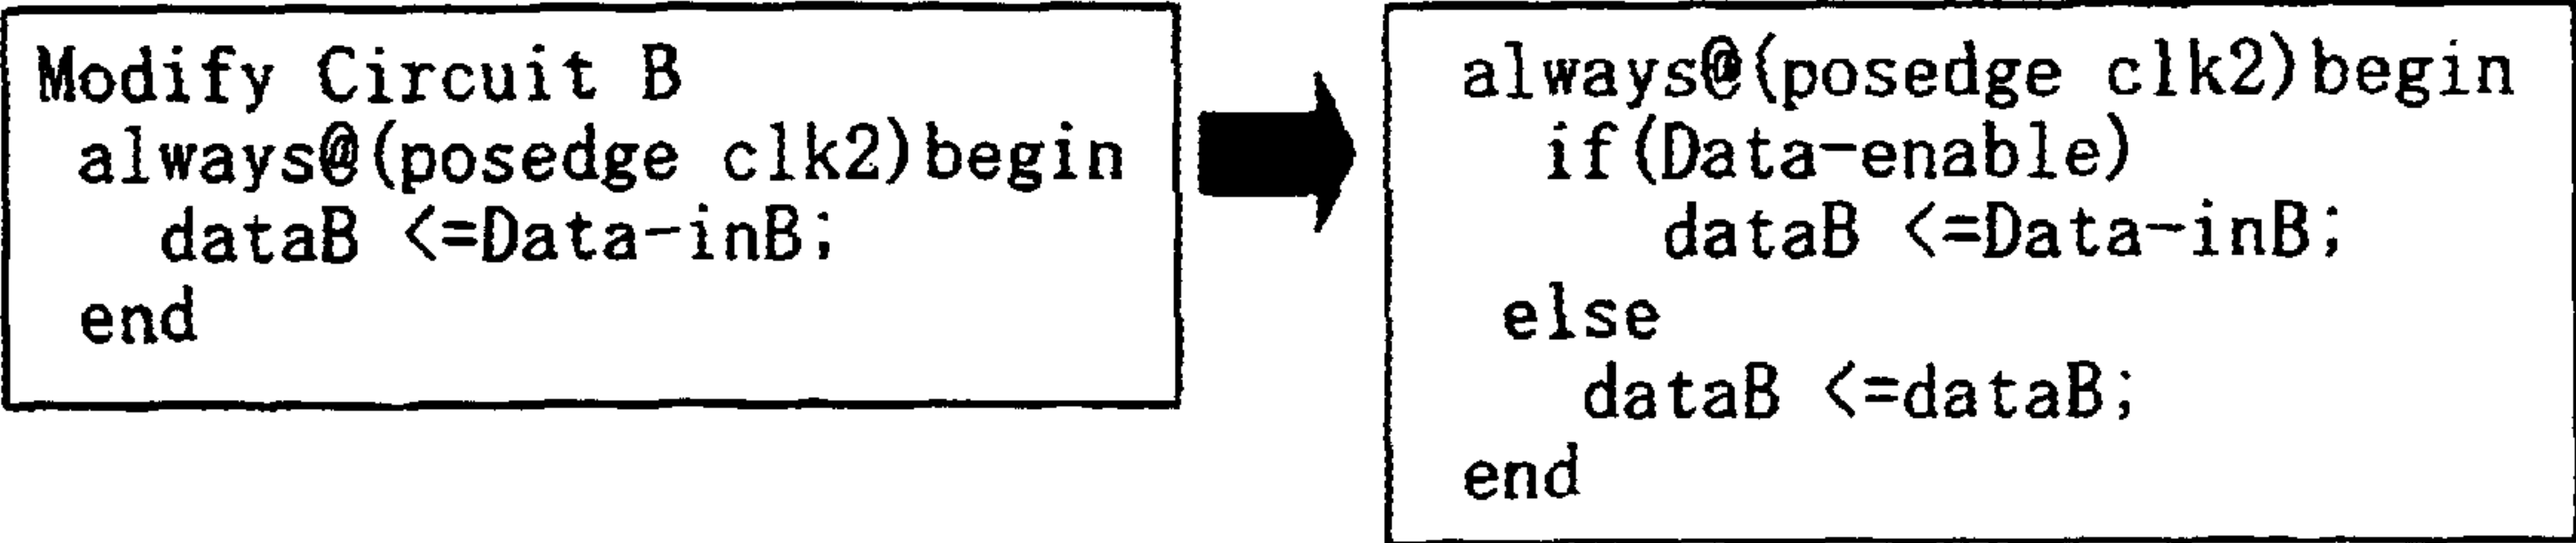 Modify Circuit B
always@(posedge clk2)begin
dataB <=Data-inB;
end
always@(posedge clk2)begin
if(Data-enable)
dataB <=Data-inB;
else
dataB <=dataB;
end